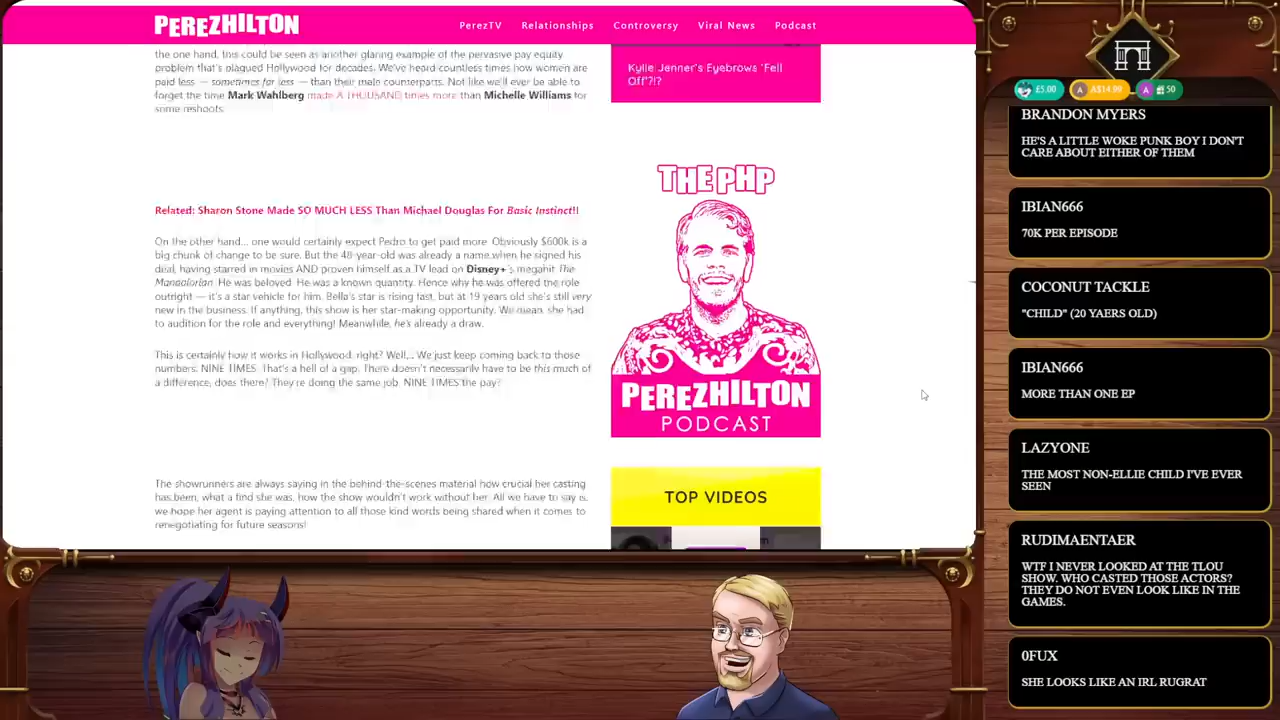 PEREZHILTON
PerezTV Relationships Controversy Viral News Podcast
the one hand, this could be seen as another glaring example of the pervasive pay equity
problem that's plagued Hollywood for decades. We've heard countless times how women are
paid less — sometimes far less — than their male counterparts. Not like we'll ever be able to
forget the time Mark Wahlberg made A THOUSAND times more than Michelle Williams for
some reshoots.
Related: Sharon Stone Made SO MUCH LESS Than Michael Douglas For Basic Instinct!!
On the other hand... one would certainly expect Pedro to get paid more. Obviously $600k is a
big chunk of change to be sure. But the 48-year-old was already a name when he signed his
deal, having starred in movies AND proven himself as a TV lead on Disney+'s megahit The
Mandalorian. He was beloved. He was a known quantity. Hence why he was offered the role
outright — it's a star vehicle for him. Bella's star is rising fast, but at 19 years old she's still very
new in the business. If anything, this show is her star-making opportunity. We mean, she had
to audition for the role and everything! Meanwhile, he's already a draw.
This is certainly how it works in Hollywood, right? Well... We just keep coming back to those
numbers. NINE TIMES. That's a hell of a gap. There doesn't necessarily have to be this much of
a difference, does there? They're doing the same job. NINE TIMES the pay?
The showrunners are always saying in the behind-the-scenes material how crucial her casting
has been, what a find she was, how the show wouldn't work without her. All we have to say is,
we hope her agent is paying attention to all those kind words being shared when it comes to
renegotiating for future seasons!
Kylie Jenner's Eyebrows 'Fell
Off'?!?
THE PHP
PEREZHILTON
PODCAST
TOP VIDEOS
£5.00
A
A$14.99
A
50
BRANDON MYERS
HE'S A LITTLE WOKE PUNK BOY I DON'T
CARE ABOUT EITHER OF THEM
IBIAN666
70K PER EPISODE
COCONUT TACKLE
"CHILD" (20 YAERS OLD)
IBIAN666
MORE THAN ONE EP
LAZYONE
THE MOST NON-ELLIE CHILD I'VE EVER
SEEN
RUDIMAENTAER
WTF I NEVER LOOKED AT THE TLOU
SHOW. WHO CASTED THOSE ACTORS?
THEY DO NOT EVEN LOOK LIKE IN THE
GAMES.
0FUX
SHE LOOKS LIKE AN IRL RUGRAT